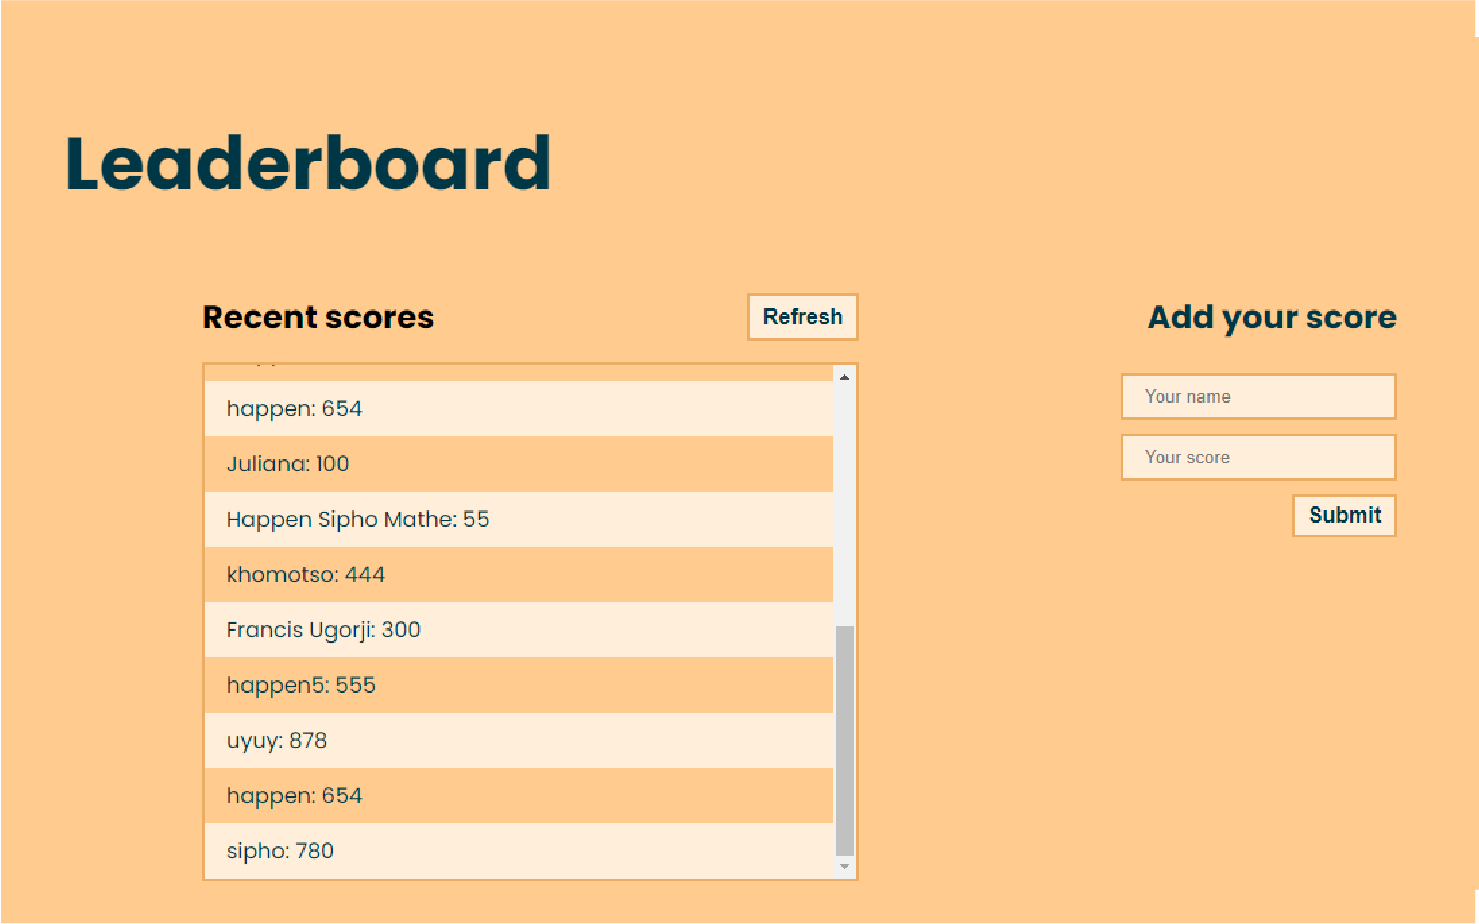 Leaderboard
Recent scores
Refresh
happen: 654
Juliana: 100
Happen Sipho Mathe: 55
khomotso: 444
Francis Ugorji: 300
happen5: 555
uyuy: 878
happen: 654
sipho: 780
Add your score
Your name
Your score
Submit